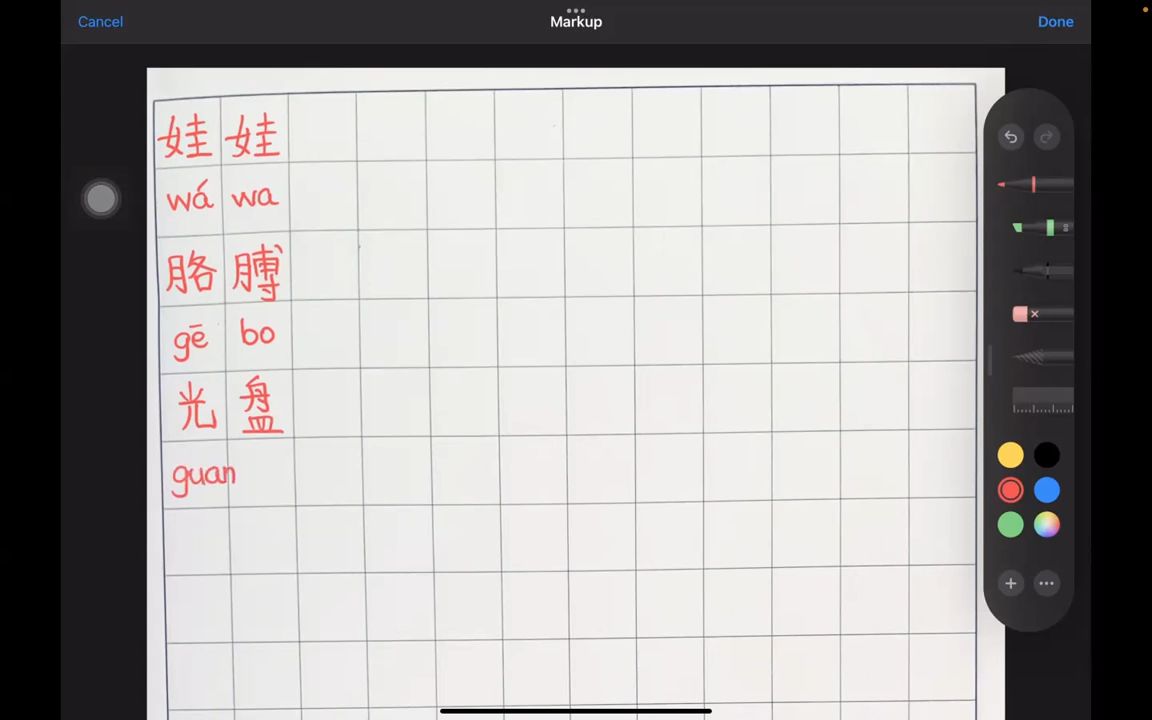 Cancel Markup Done
娃 娃
wá wa
胳 膊
gē bo
光 盘
guan